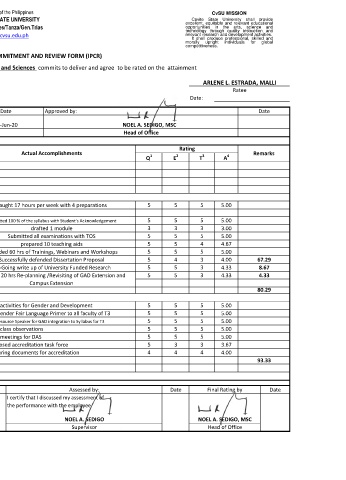 of the Philippines
ATE UNIVERSITY
es/Tanza/Gen.Trias
cvsu.edu.ph
CvSU MISSION
Cavite State University shall provide
excellent, equitable and relevant educational
opportunities in the arts, science and
technology through quality instruction and
relevant research and development activities.
It shall produce professional, skilled and
morally upright individuals for global
competitiveness.
MMITMENT AND REVIEW FORM (IPCR)
and Sciences commits to deliver and agree to be rated on the attainment
ARLENE L. ESTRADA, MALLI
Ratee
Date:
Date Approved by: Date
-Jun-20 NOEL A. SEDIGO, MSC
Head of Office
Actual Accomplishments Rating Remarks
Q1 E2 T3 A4
aught 17 hours per week with 4 preparations 5 5 5 5.00
ted 100 % of the syllabus with Student's Acknowledgement 5 5 5 5.00
drafted 1 module 3 3 3 3.00
Submitted all examinations with TOS 5 5 5 5.00
prepared 10 teaching aids 5 5 4 4.67
ded 60 hrs of Trainings, Webinars and Workshops 5 5 5 5.00
Successfully defended Dissertation Proposal 5 4 3 4.00 67.29
-Going write up of University Funded Research 5 5 3 4.33 8.67
20 hrs Re-planning /Revisiting of GAD Extension and 5 5 3 4.33 4.33
Campus Extension
80.29
activities for Gender and Development 5 5 5 5.00
ender Fair Language Primer to all faculty of T3 5 4 5 5.00
esource Speaker for GAD Integration to Syllabus for T3 5 5 5 5.00
class observations 5 5 5 5.00
meetings for DAS 5 5 5 5.00
osed accreditation task force 5 3 3 3.67
ring documents for accreditation 4 4 4 4.00
93.33
Assessed by: Date Final Rating by Date
I certify that I discussed my assessment of
the performance with the employee
NOEL A. SEDIGO NOEL A. SEDIGO, MSC
Supervisor Head of Office